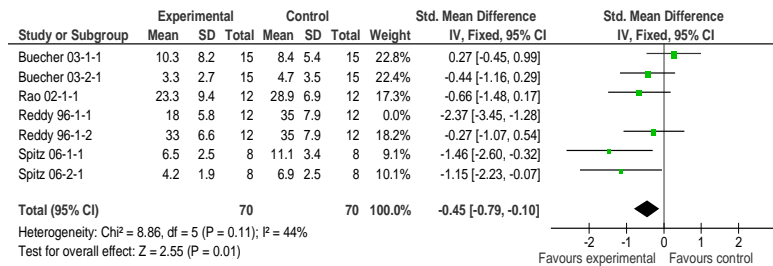 Experimental Control Std. Mean Difference Std. Mean Difference
Study or Subgroup Mean SD Total Mean SD Total Weight IV, Fixed, 95% CI IV, Fixed, 95% CI
Buecher 03-1-1 10.3 8.2 15 8.4 5.4 15 22.8% 0.27 [-0.45, 0.99]
Buecher 03-2-1 3.3 2.7 15 4.7 3.5 15 22.4% -0.44 [-1.16, 0.29]
Rao 02-1-1 23.3 9.4 12 28.9 6.9 12 17.3% -0.66 [-1.48, 0.17]
Reddy 96-1-1 18 5.8 12 35 7.9 12 0.0% -2.37 [-3.45, -1.28]
Reddy 96-1-2 33 6.6 12 35 7.9 12 18.2% -0.27 [-1.07, 0.54]
Spitz 06-1-1 6.5 2.5 8 11.1 3.4 8 9.1% -1.46 [-2.60, -0.32]
Spitz 06-2-1 4.2 1.9 8 6.9 2.5 8 10.1% -1.15 [-2.23, -0.07]
Total (95% CI) 70 70 100.0% -0.45 [-0.79, -0.10]
Heterogeneity: Chi² = 8.86, df = 5 (P = 0.11); I² = 44%
Test for overall effect: Z = 2.55 (P = 0.01)
-2 -1 0 1 2
Favours experimental Favours control